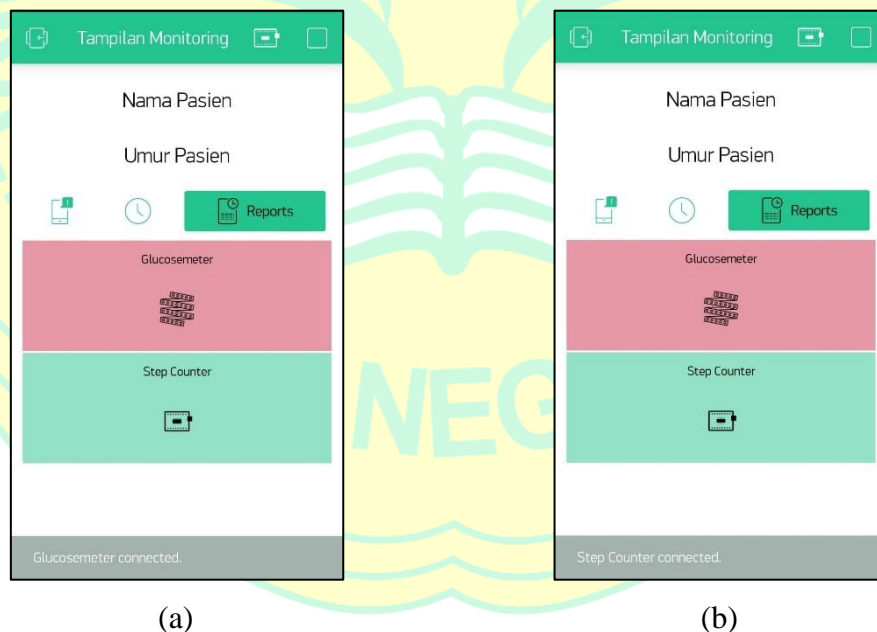 Tampilan Monitoring
Nama Pasien
Umur Pasien
Reports
Glucosemeter
Step Counter
Glucosemeter connected.
(a)
Tampilan Monitoring
Nama Pasien
Umur Pasien
Reports
Glucosemeter
Step Counter
Step Counter connected.
(b)
NEG